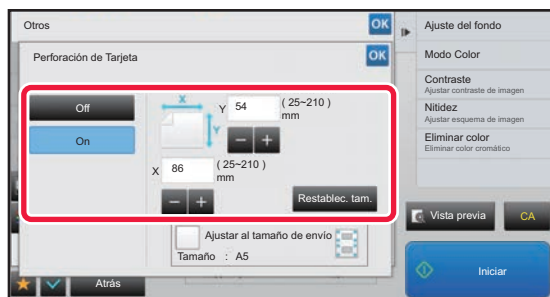 Otros
OK
Perforación de Tarjeta
OK
Off
On
X
Y
Y 54 ( 25~210 )
mm
- +
X 86 ( 25~210 )
mm
- +
Restablec. tam.
Ajustar al tamaño de envío
Tamaño : A5
Atrás
Ajuste del fondo
Modo Color
Contraste
Ajustar contraste de imagen
Nitidez
Ajustar esquema de imagen
Eliminar color
Eliminar color cromático
Vista previa
CA
Iniciar